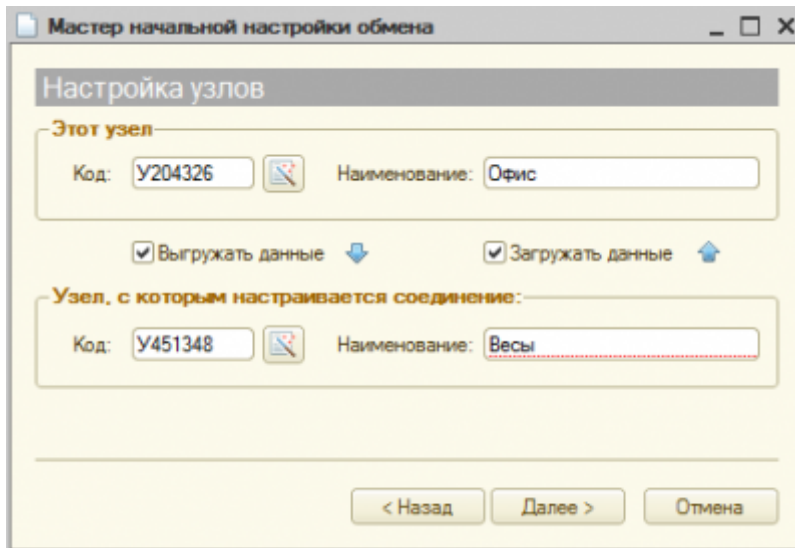 Мастер начальной настройки обмена
Настройка узлов
Этот узел
Код: У204326 Наименование: Офис
Выгружать данные Загружать данные
Узел, с которым настраивается соединение:
Код: У451348 Наименование: Весы
< Назад Далее > Отмена